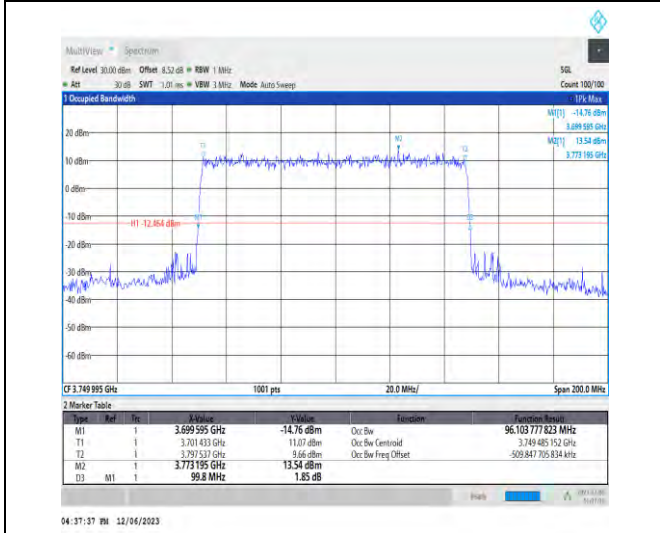 MultiView Spectrum
Ref Level 30.00 dBm Offset 8.52 dB RBW 1 MHz SGL
Att 30 dB SWT 1.01 ms VBW 3 MHz Mode Auto Sweep Count 100/100
1 Occupied Bandwidth 1Pk Max
M1[1] -14.76 dBm
3.699 595 GHz
M2[1] 13.54 dBm
3.773 195 GHz
20 dBm
M2
T2
10 dBm
0 dBm
-10 dBm
H1 -12.464 dBm
-20 dBm
-30 dBm
-40 dBm
-50 dBm
-60 dBm
CF 3.749 995 GHz 1001 pts 20.0 MHz/ Span 200.0 MHz
2 Marker Table
Type Ref Trc X-Value Y-Value Function Function Result
M1 1 3.699 595 GHz -14.76 dBm Occ Bw 96.103 777 823 MHz
T1 1 3.701 433 GHz 11.07 dBm Occ Bw Centroid 3.749 485 152 GHz
T2 1 3.797 537 GHz 9.66 dBm Occ Bw Freq Offset -509.847 705 834 kHz
M2 1 3.773 195 GHz 13.54 dBm
D3 M1 1 99.8 MHz 1.85 dB
Ready
04:37:37 PM 12/06/2023